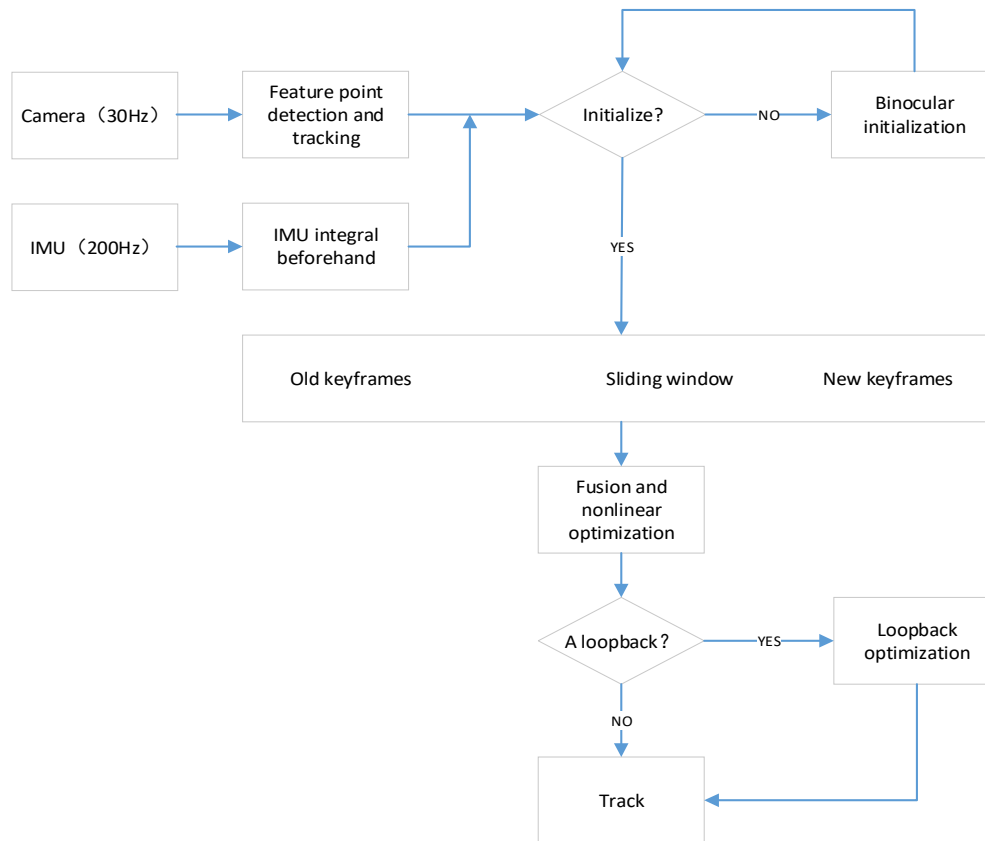 Camera（30Hz）
Feature point
detection and
tracking
Initialize？
NO
Binocular
initialization
IMU（200Hz）
IMU integral
beforehand
YES
Old keyframes
Sliding window
New keyframes
Fusion and
nonlinear
optimization
A loopback？
YES
Loopback
optimization
NO
Track